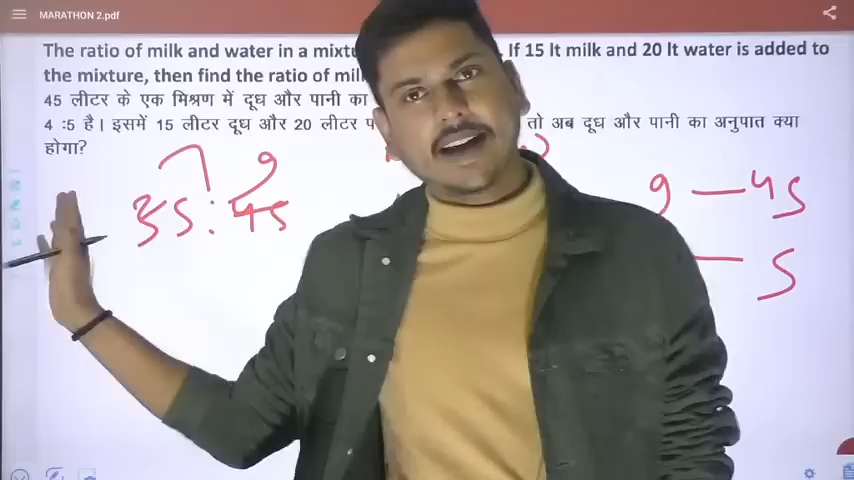 MARATHON 2.pdf
The ratio of milk and water in a If 15 lt milk and 20 lt water is added to
the mixture, then find the ratio of
45 लीटर के एक मिश्रण में दूध और पानी का
4 :5 है। इसमें 15 लीटर दूध और 20 लीटर तो अब दूध और पानी का अनुपात क्या
होगा?
7 9
35 : 45
9 — 45
— 5